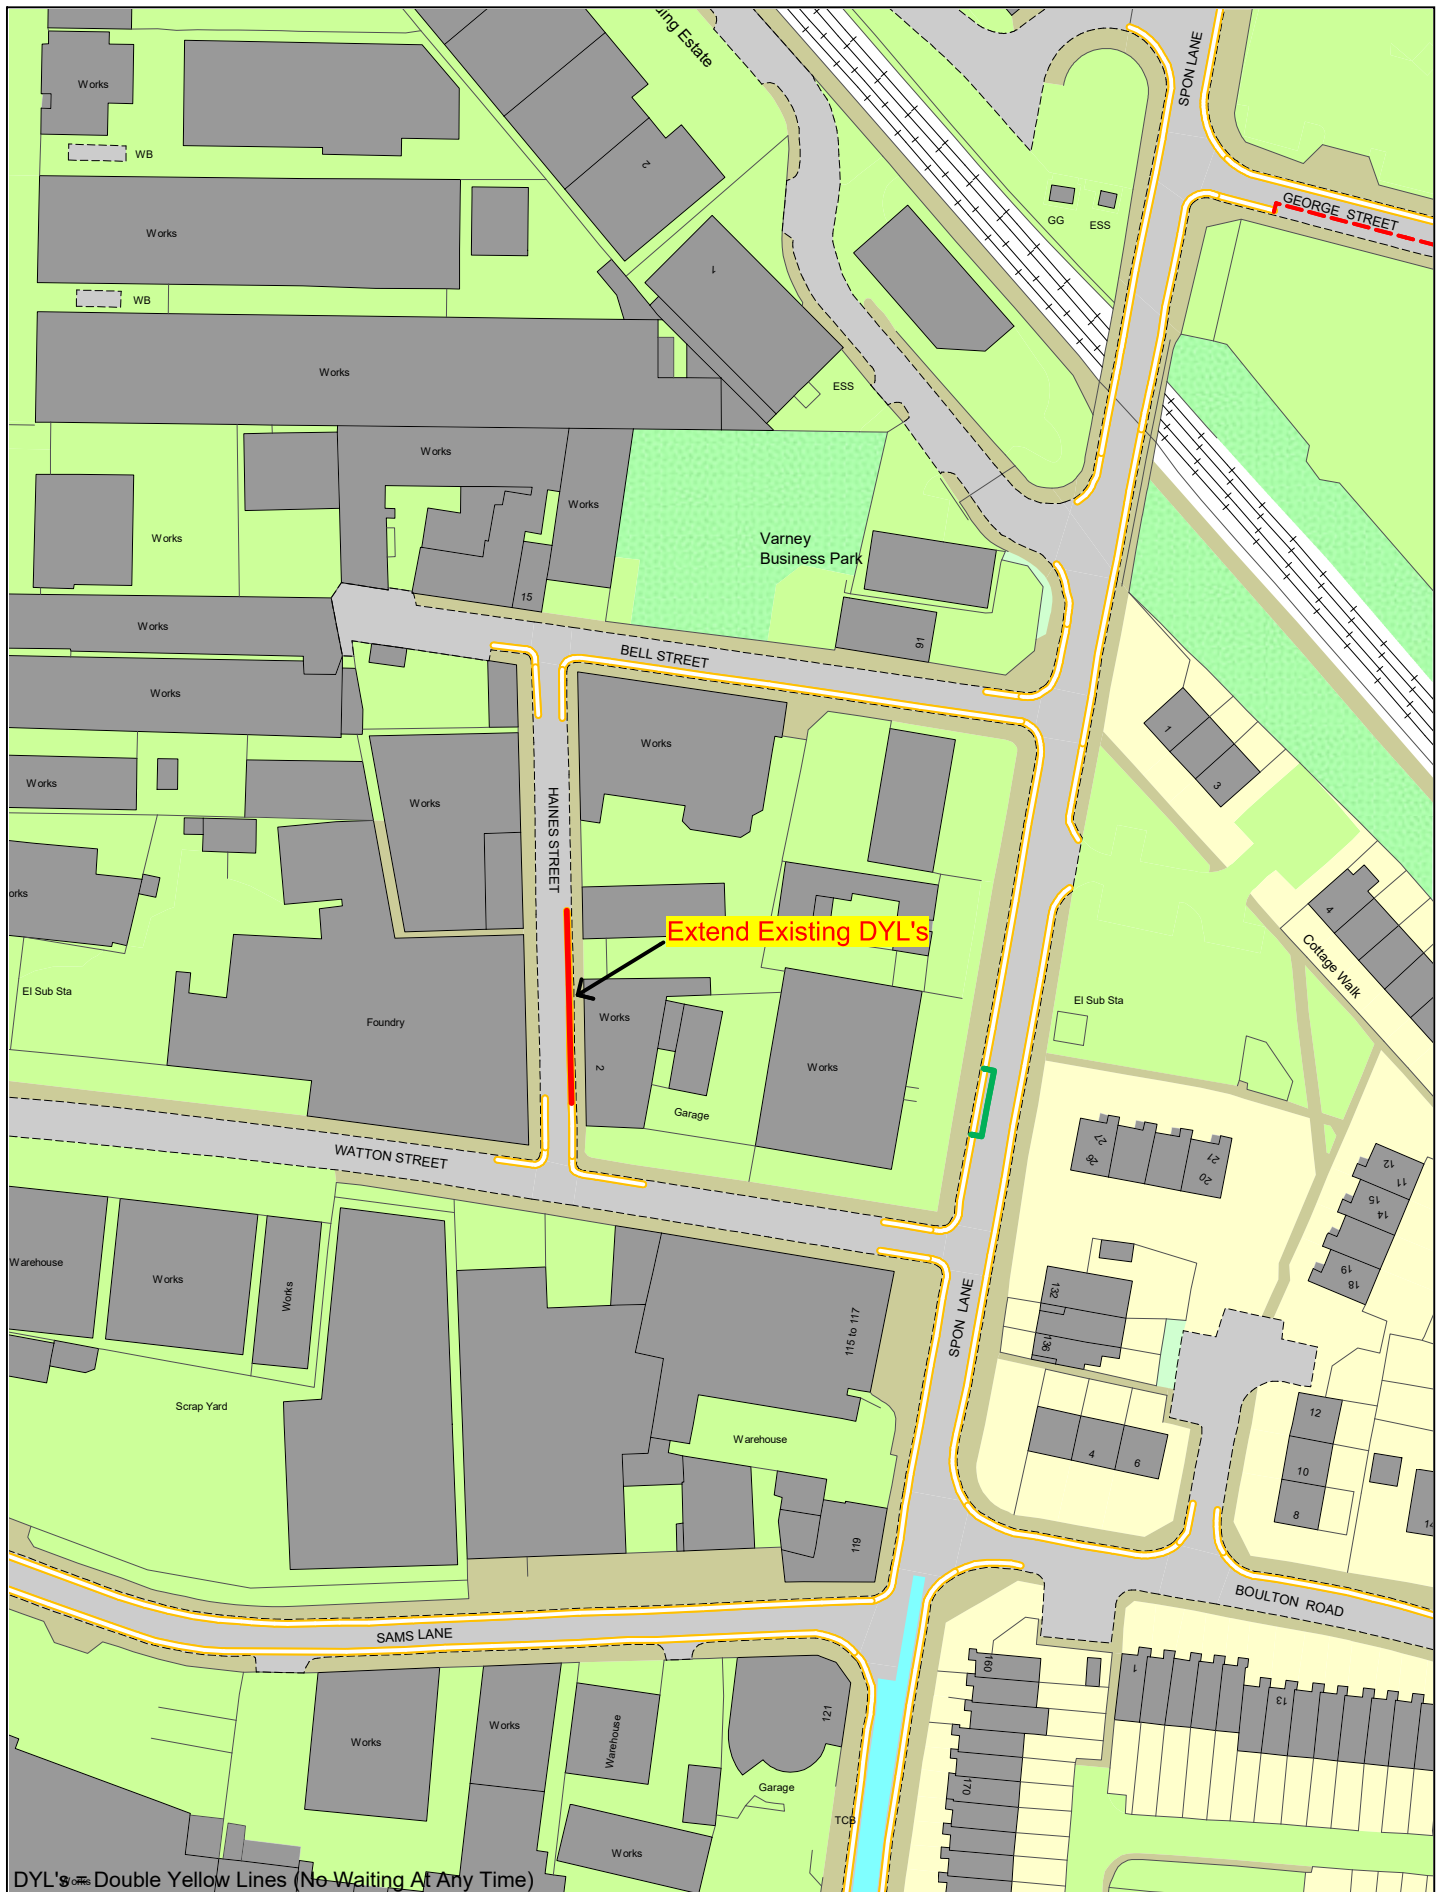 ding Estate
SPON LANE
Works
WB
2
GEORGE STREET
GG
ESS
Works
1
WB
Works
ESS
Works
Works
Works
Varney
Business Park
15
Works
16
BELL STREET
Works
Works
1
3
Works
Works
HAINES STREET
orks
4
Extend Existing DYL's
Cottage Walk
El Sub Sta
El Sub Sta
Foundry
Works
2
Works
Garage
27
26
21
20
12
11
15
14
19
18
WATTON STREET
Warehouse
Works
Works
132
136
SPON LANE
115 to 117
Scrap Yard
Warehouse
4
6
12
10
8
14
119
BOULTON ROAD
SAMS LANE
160
1
13
121
Works
Works
Warehouse
Garage
170
TCB
Works
Works
DYL's = Double Yellow Lines (No Waiting At Any Time)